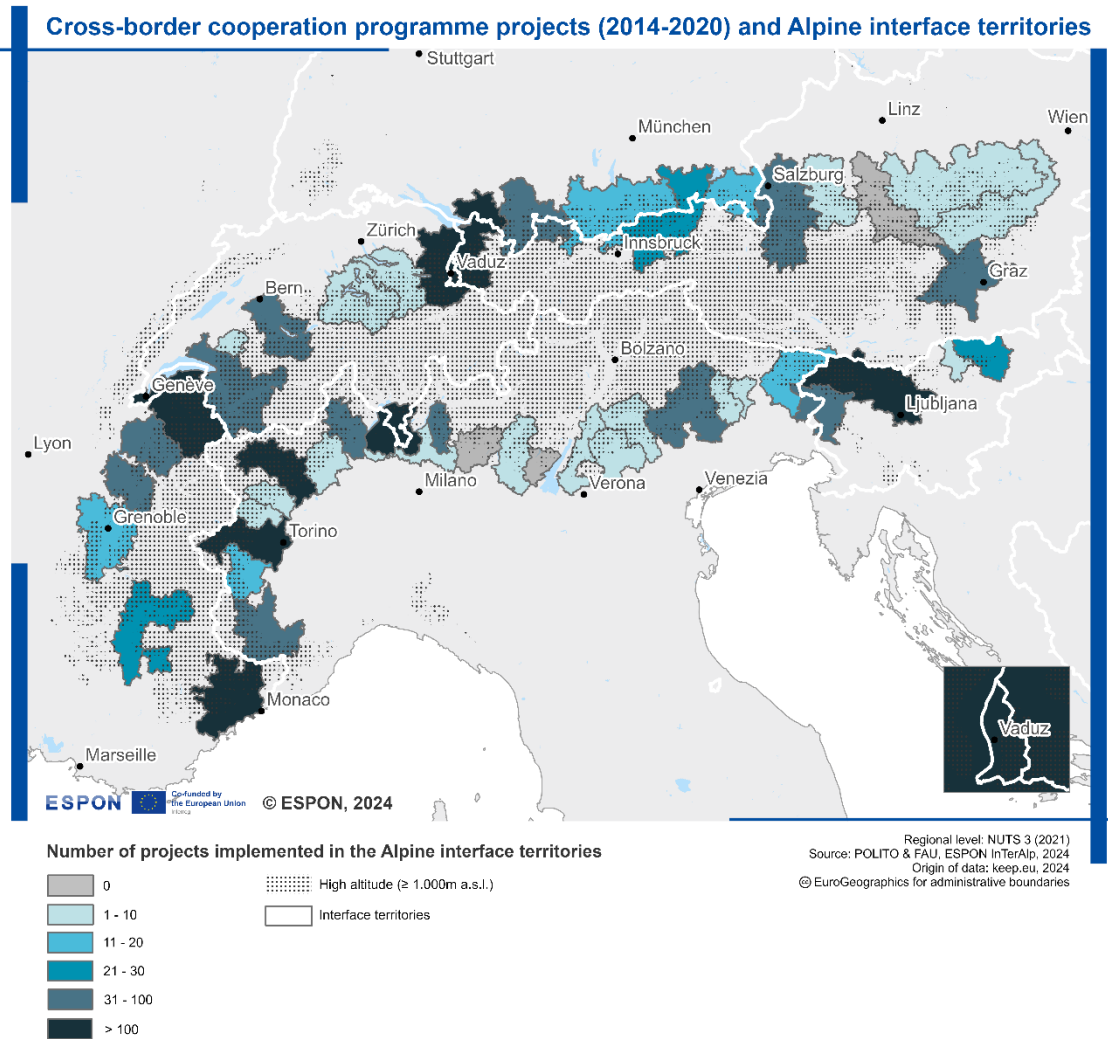 Cross-border cooperation programme projects (2014-2020) and Alpine interface territories
Stuttgart
Linz
Wien
München
Salzburg
Zürich
Innsbruck
Vaduz
Graz
Bern
Bolzano
Genève
Ljubljana
Lyon
Milano
Verona
Venezia
Grenoble
Torino
Monaco
Vaduz
Marseille
ESPON
Co-funded by
the European Union
Interreg
© ESPON, 2024
Regional level: NUTS 3 (2021)
Source: POLITO & FAU, ESPON InTerAlp, 2024
Origin of data: keep.eu, 2024
(cc) EuroGeographics for administrative boundaries
Number of projects implemented in the Alpine interface territories
0
High altitude (≥ 1.000m a.s.l.)
1 - 10
Interface territories
11 - 20
21 - 30
31 - 100
> 100